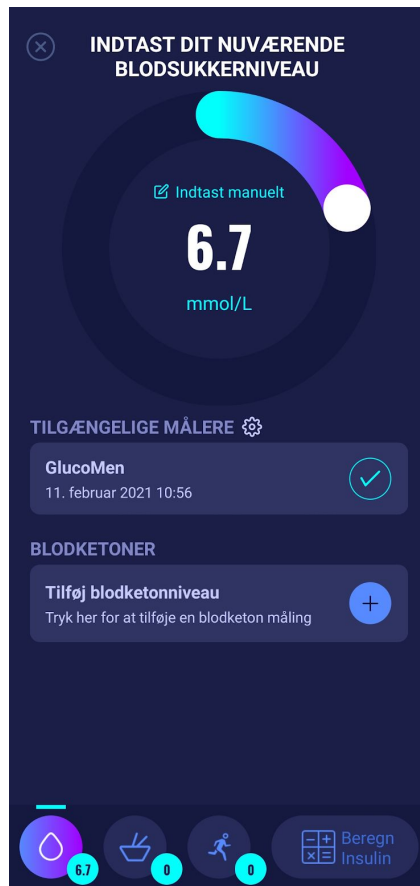 INDTAST DIT NUVÆRENDE
BLODSUKKERNIVEAU
Indtast manuelt
6.7
mmol/L
TILGÆNGELIGE MÅLERE
GlucoMen
11. februar 2021 10:56
BLODKETONER
Tilføj blodketonniveau
Tryk her for at tilføje en blodketon måling
6.7
0
0
Beregn
Insulin